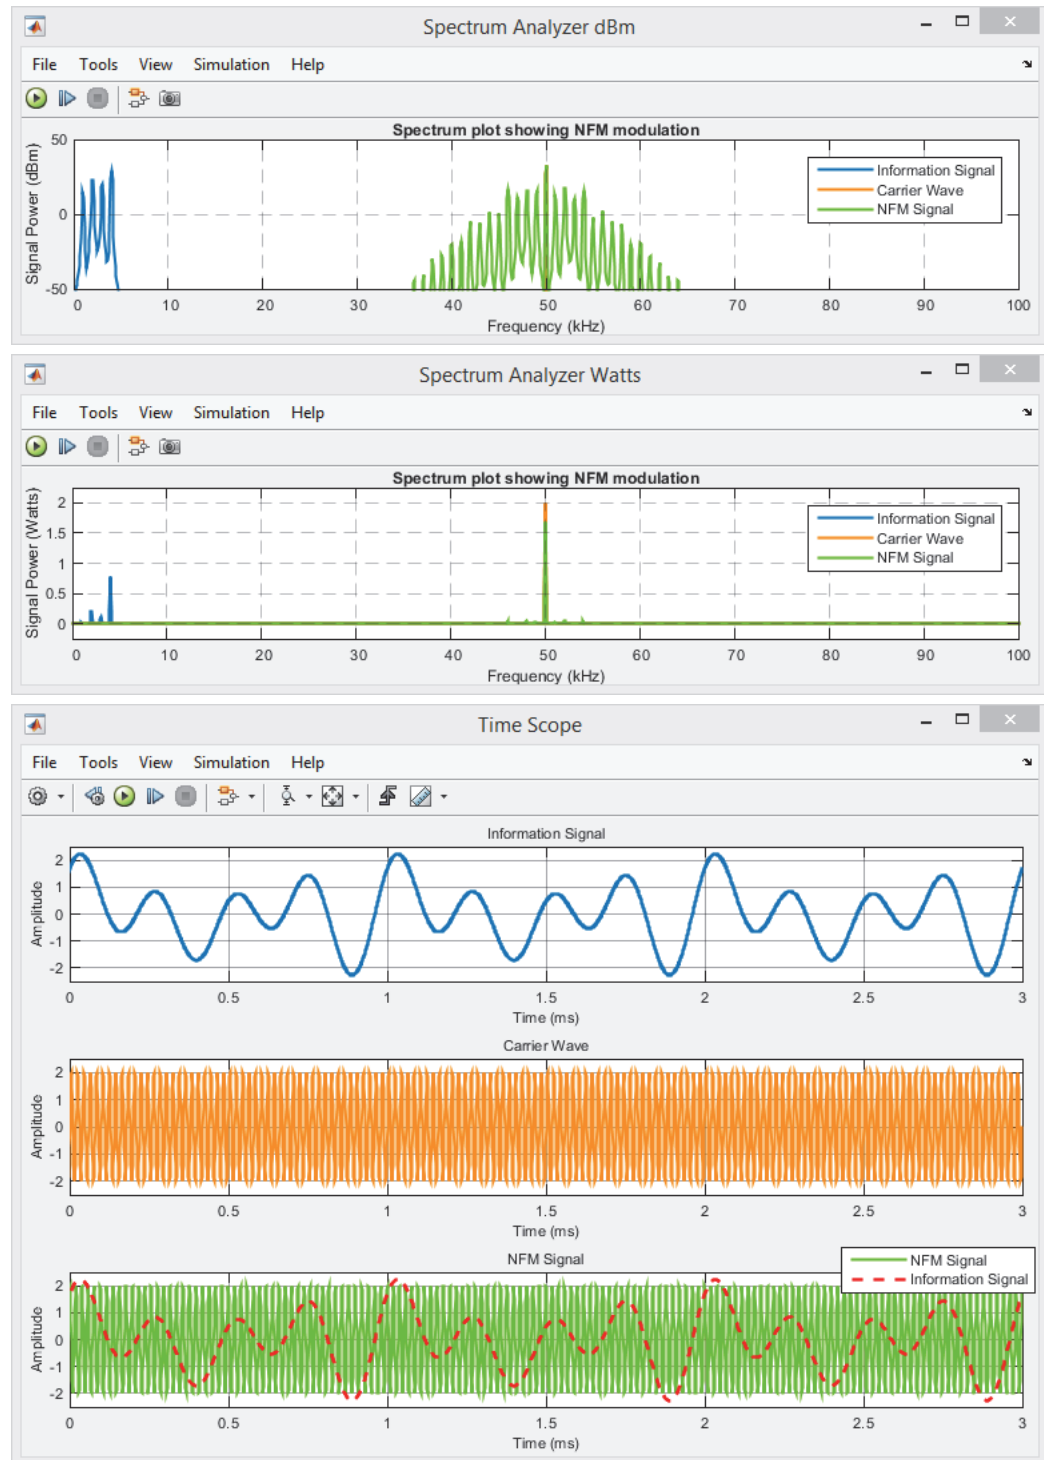 Spectrum Analyzer dBm
File Tools View Simulation Help
Spectrum plot showing NFM modulation
50
0
-50
Signal Power (dBm)
Information Signal
Carrier Wave
NFM Signal
0 10 20 30 40 50 60 70 80 90 100
Frequency (kHz)
Spectrum Analyzer Watts
File Tools View Simulation Help
Spectrum plot showing NFM modulation
2
1.5
1
0.5
0
Signal Power (Watts)
Information Signal
Carrier Wave
NFM Signal
0 10 20 30 40 50 60 70 80 90 100
Frequency (kHz)
Time Scope
File Tools View Simulation Help
Information Signal
2
1
0
-1
-2
Amplitude
0 0.5 1 1.5 2 2.5 3
Time (ms)
Carrier Wave
2
1
0
-1
-2
Amplitude
0 0.5 1 1.5 2 2.5 3
Time (ms)
NFM Signal
NFM Signal
Information Signal
2
1
0
-1
-2
Amplitude
0 0.5 1 1.5 2 2.5 3
Time (ms)